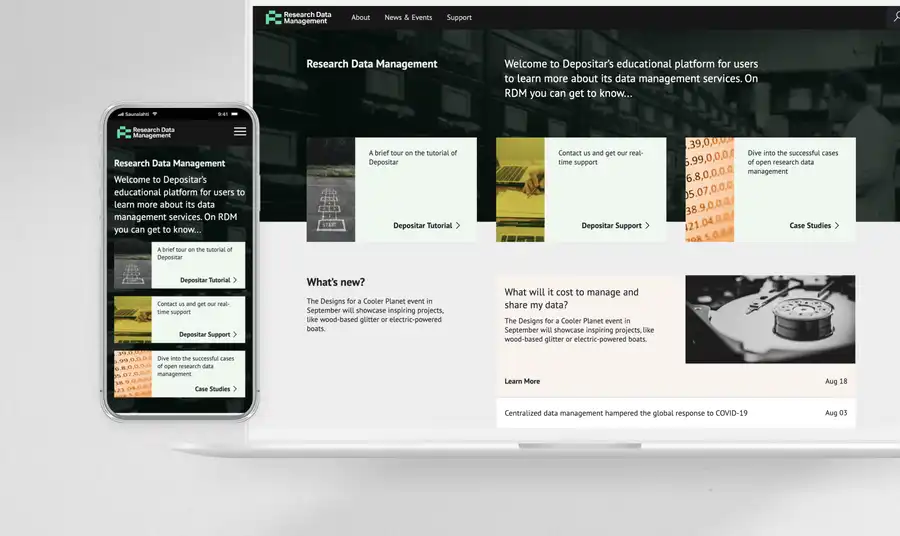 Research Data
Management
About
News & Events
Support
Research Data Management
Welcome to Depositar's educational platform for users
to learn more about its data management services. On
RDM you can get to know...
A brief tour on the tutorial of
Depositar
Depositar Tutorial
Contact us and get our real-
time support
Depositar Support
Dive into the successful cases
of open research data
management
Case Studies
What's new?
The Designs for a Cooler Planet event in
September will showcase inspiring projects,
like wood-based glitter or electric-powered
boats.
What will it cost to manage and
share my data?
The Designs for a Cooler Planet event in
September will showcase inspiring projects, like
wood-based glitter or electric-powered boats.
Learn More
Aug 18
Centralized data management hampered the global response to COVID-19
Aug 03
START
Saunalahti
9:41
Research Data
Management
Research Data Management
Welcome to Depositar's
educational platform for users to
learn more about its data
management services. On RDM
you can get to know...
A brief tour on the tutorial of
Depositar
Depositar Tutorial
Contact us and get our real-
time support
Depositar Support
Dive into the successful cases
of open research data
management
Case Studies